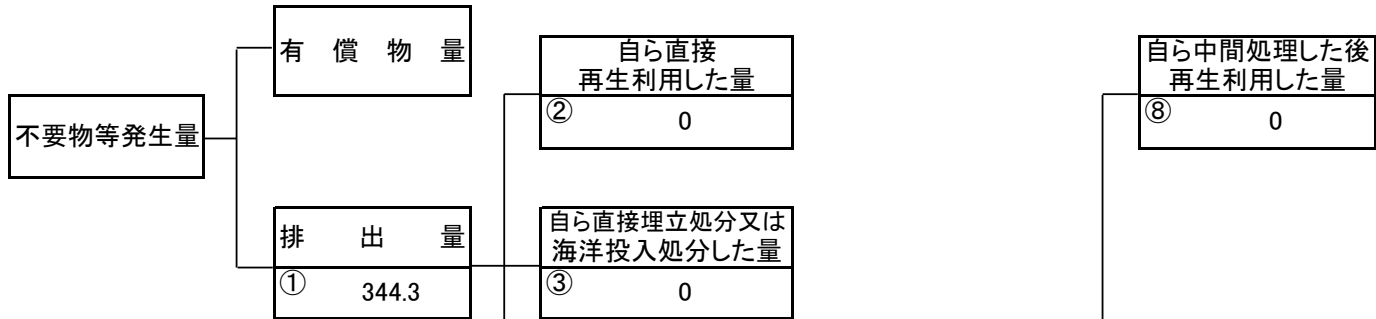 有償物量
自ら直接
再生利用した量
②
0
自ら中間処理した後
再生利用した量
⑧
0
不要物等発生量
排出量
①
344.3
自ら直接埋立処分又は
海洋投入処分した量
③
0